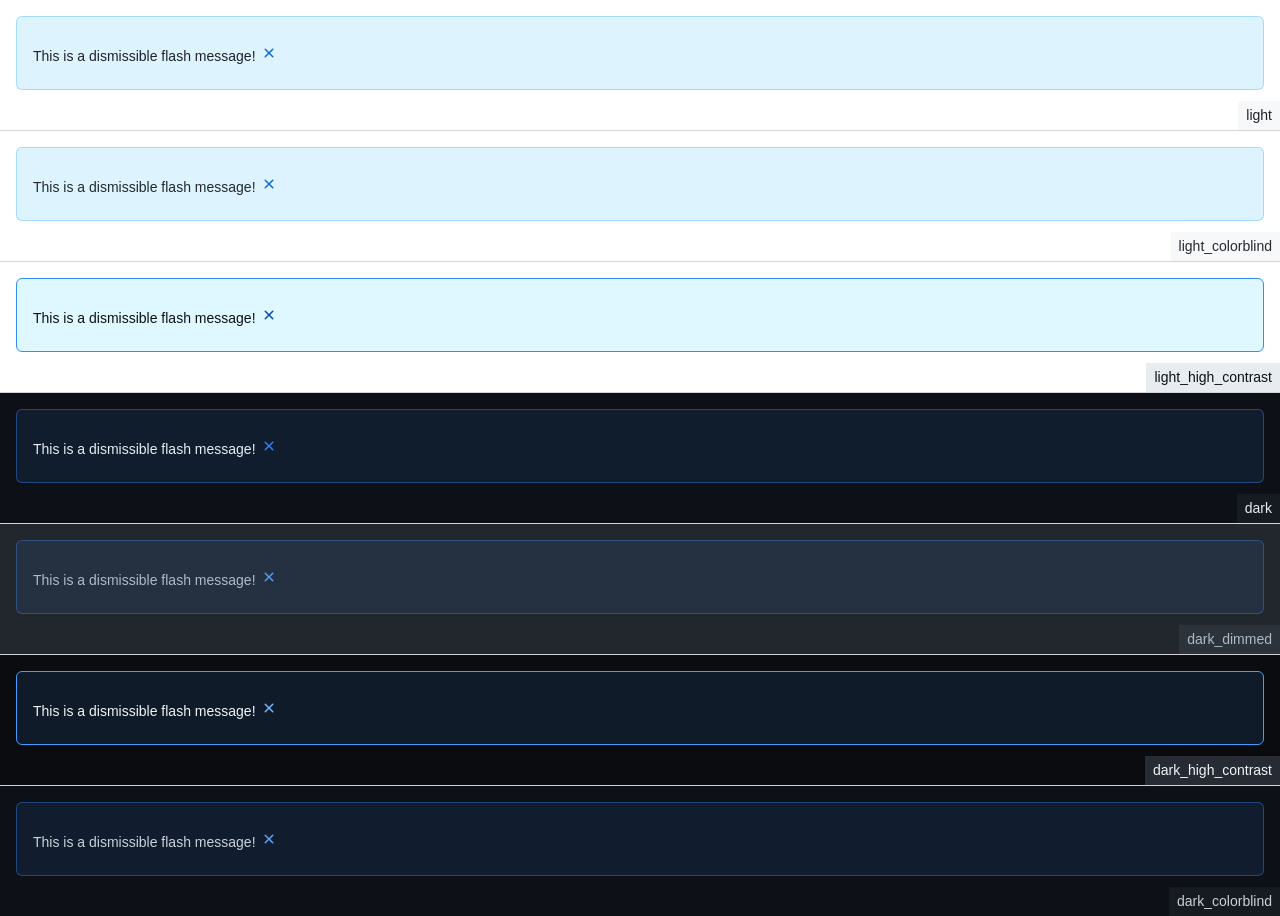 This is a dismissible flash message!
light
This is a dismissible flash message!
light_colorblind
This is a dismissible flash message!
light_high_contrast
This is a dismissible flash message!
dark
This is a dismissible flash message!
dark_dimmed
This is a dismissible flash message!
dark_high_contrast
This is a dismissible flash message!
dark_colorblind